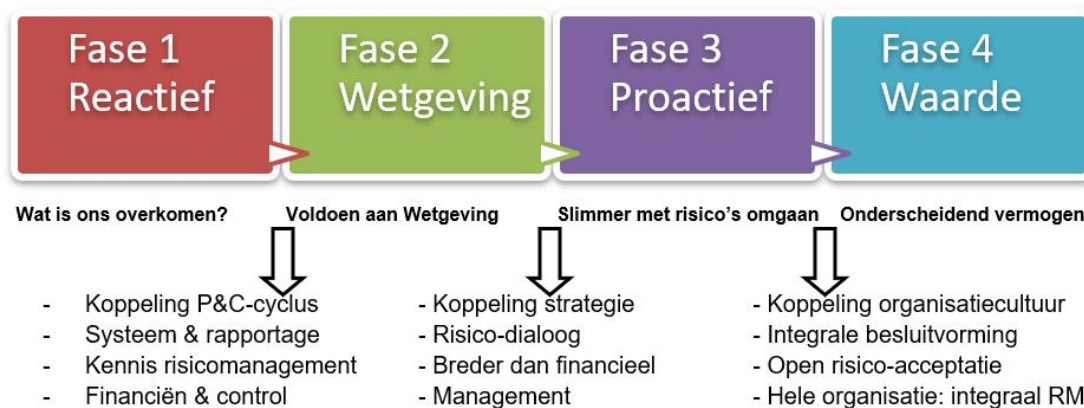 Fase 1
Reactief
Fase 2
Wetgeving
Fase 3
Proactief
Fase 4
Waarde
Wat is ons overkomen?
Voldoen aan Wetgeving
Slimmer met risico's omgaan
Onderscheidend vermogen
- Koppeling P&C-cyclus
- Systeem & rapportage
- Kennis risicomanagement
- Financiën & control
- Koppeling strategie
- Risico-dialoog
- Breder dan financieel
- Management
- Koppeling organisatiecultuur
- Integrale besluitvorming
- Open risico-acceptatie
- Hele organisatie: integraal RM